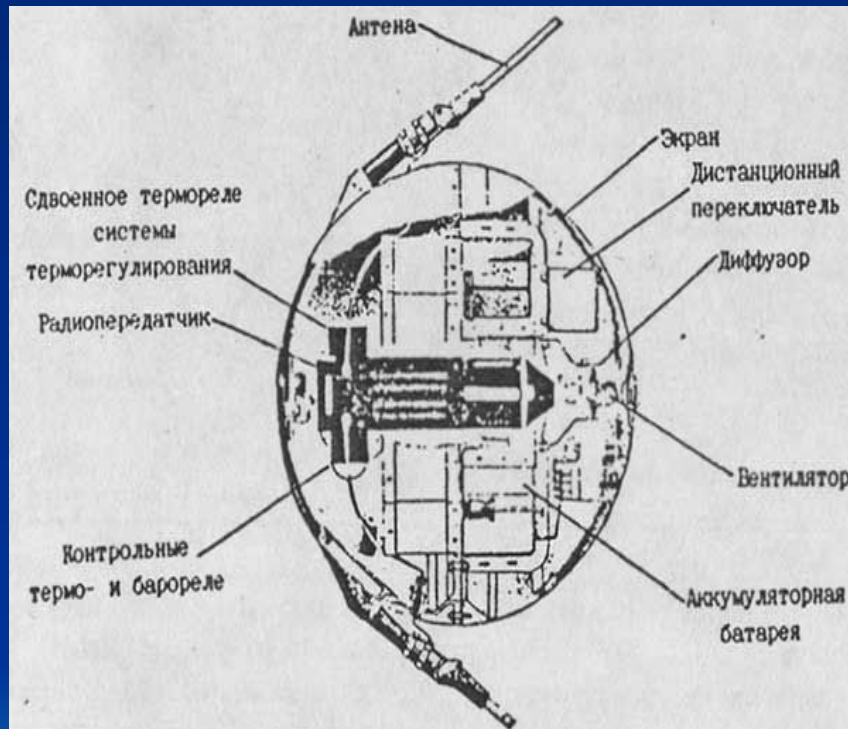 Антена
Экран
Дистанционный
переключатель
Диффузор
Сдвоенное термореле
системы
терморегулирования
Радиопередатчик
Вентилятор
Контрольные
термо- и барореле
Аккумуляторная
батарея